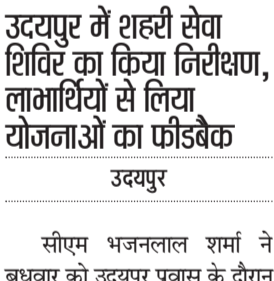 उदयपुर में शहरी सेवा
शिविर का किया निरीक्षण,
लाभार्थियों से लिया
योजनाओं का फीडबैक
उदयपुर
सीएम भजनलाल शर्मा ने
बुधवार को उदयपुर प्रवास के दौरान